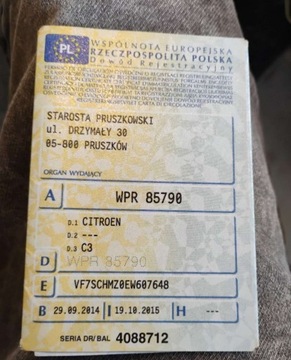 PL
WSPÓLNOTA EUROPEJSKA
RZECZPOSPOLITA POLSKA
Dowód Rejestracyjny
STAROSTA PRUSZKOWSKI
ul. DRZYMAŁY 30
05-800 PRUSZKÓW
ORGAN WYDAJĄCY
A WPR 85790
D.1 CITROEN
D.2 ---
D.3 C3
D WPR 85790
E VF7SCHMZ0EW607648
B 29.09.2014 I 19.10.2015 H ---
SERIA DR/BAL 4088712